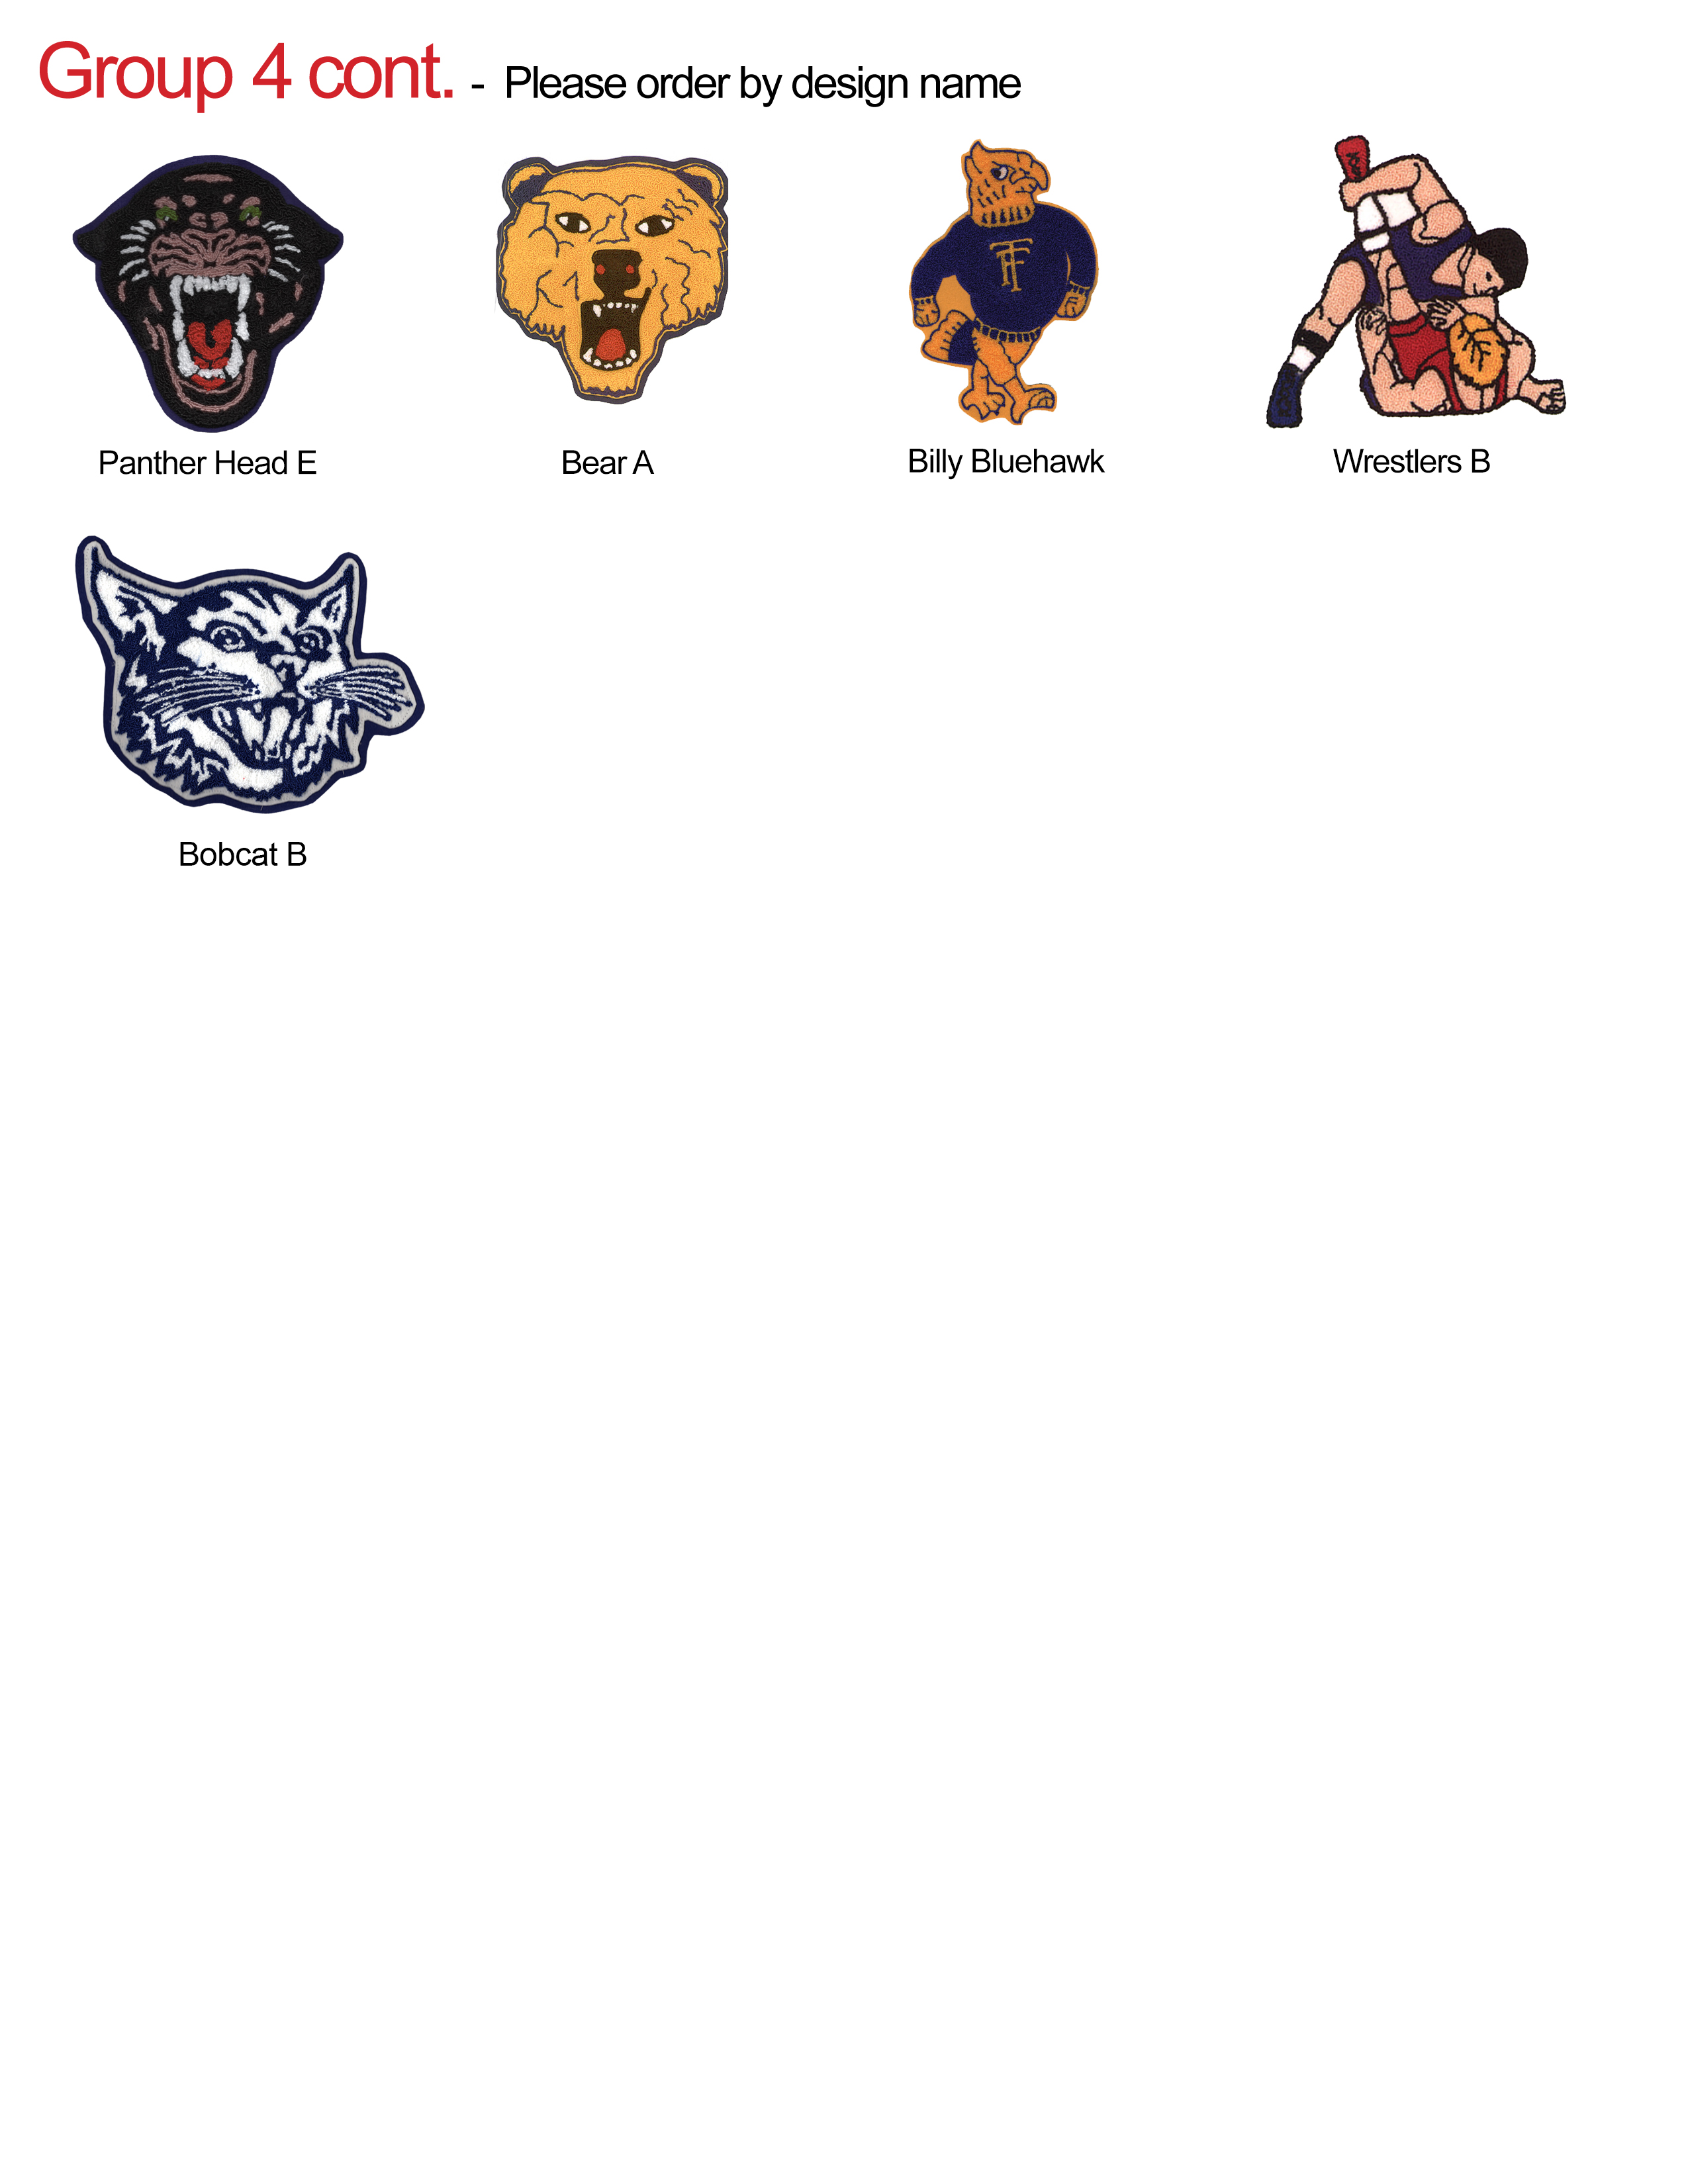 Group 4 cont. - Please order by design name
TF
Panther Head E
Bear A
Billy Bluehawk
Wrestlers B
Bobcat B